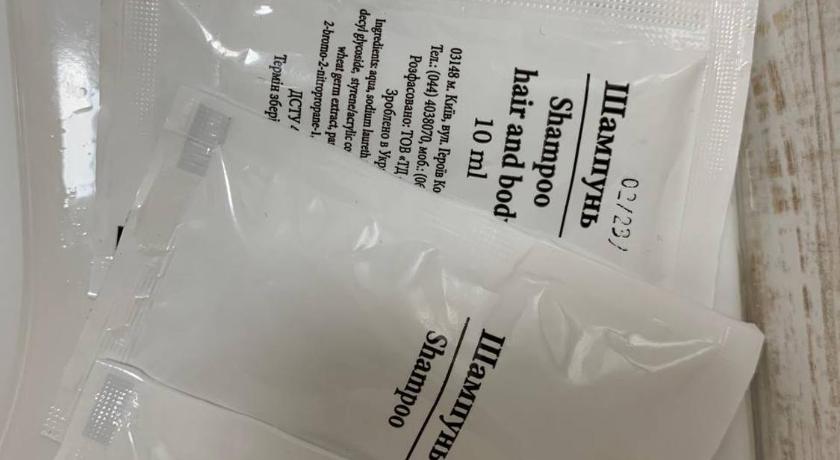 02/23
Шампунь
Shampoo
hair and bod
10 ml
03148 м. Київ, вул. Героїв Ко
Тел.: (044) 4038070, моб.: (06
Розфасовано: ТОВ «ТД
Зроблено в Укр
Ingredients: aqua, sodium laureth
decyl glycoside, styrene/acrylic co
wheat germ extract, par
2-bromo-2-nitropropane-1,
ДСТУ
Термін збері
Шампунь
Shampoo